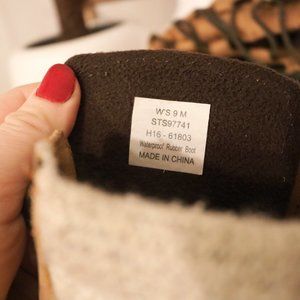 W'S 9 M
STS97741
H16 - 61803
Waterproof Rubber Boot
MADE IN CHINA